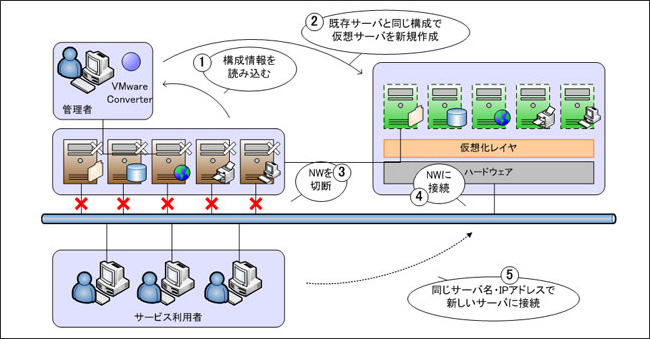 ② 既存サーバと同じ構成で
仮想サーバを新規作成
① 構成情報を
読み込む
VMware
Converter
管理者
仮想化レイヤ
ハードウェア
NWを
切断
③
NWに
接続
④
⑤
同じサーバ名・IPアドレスで
新しいサーバに接続
サービス利用者